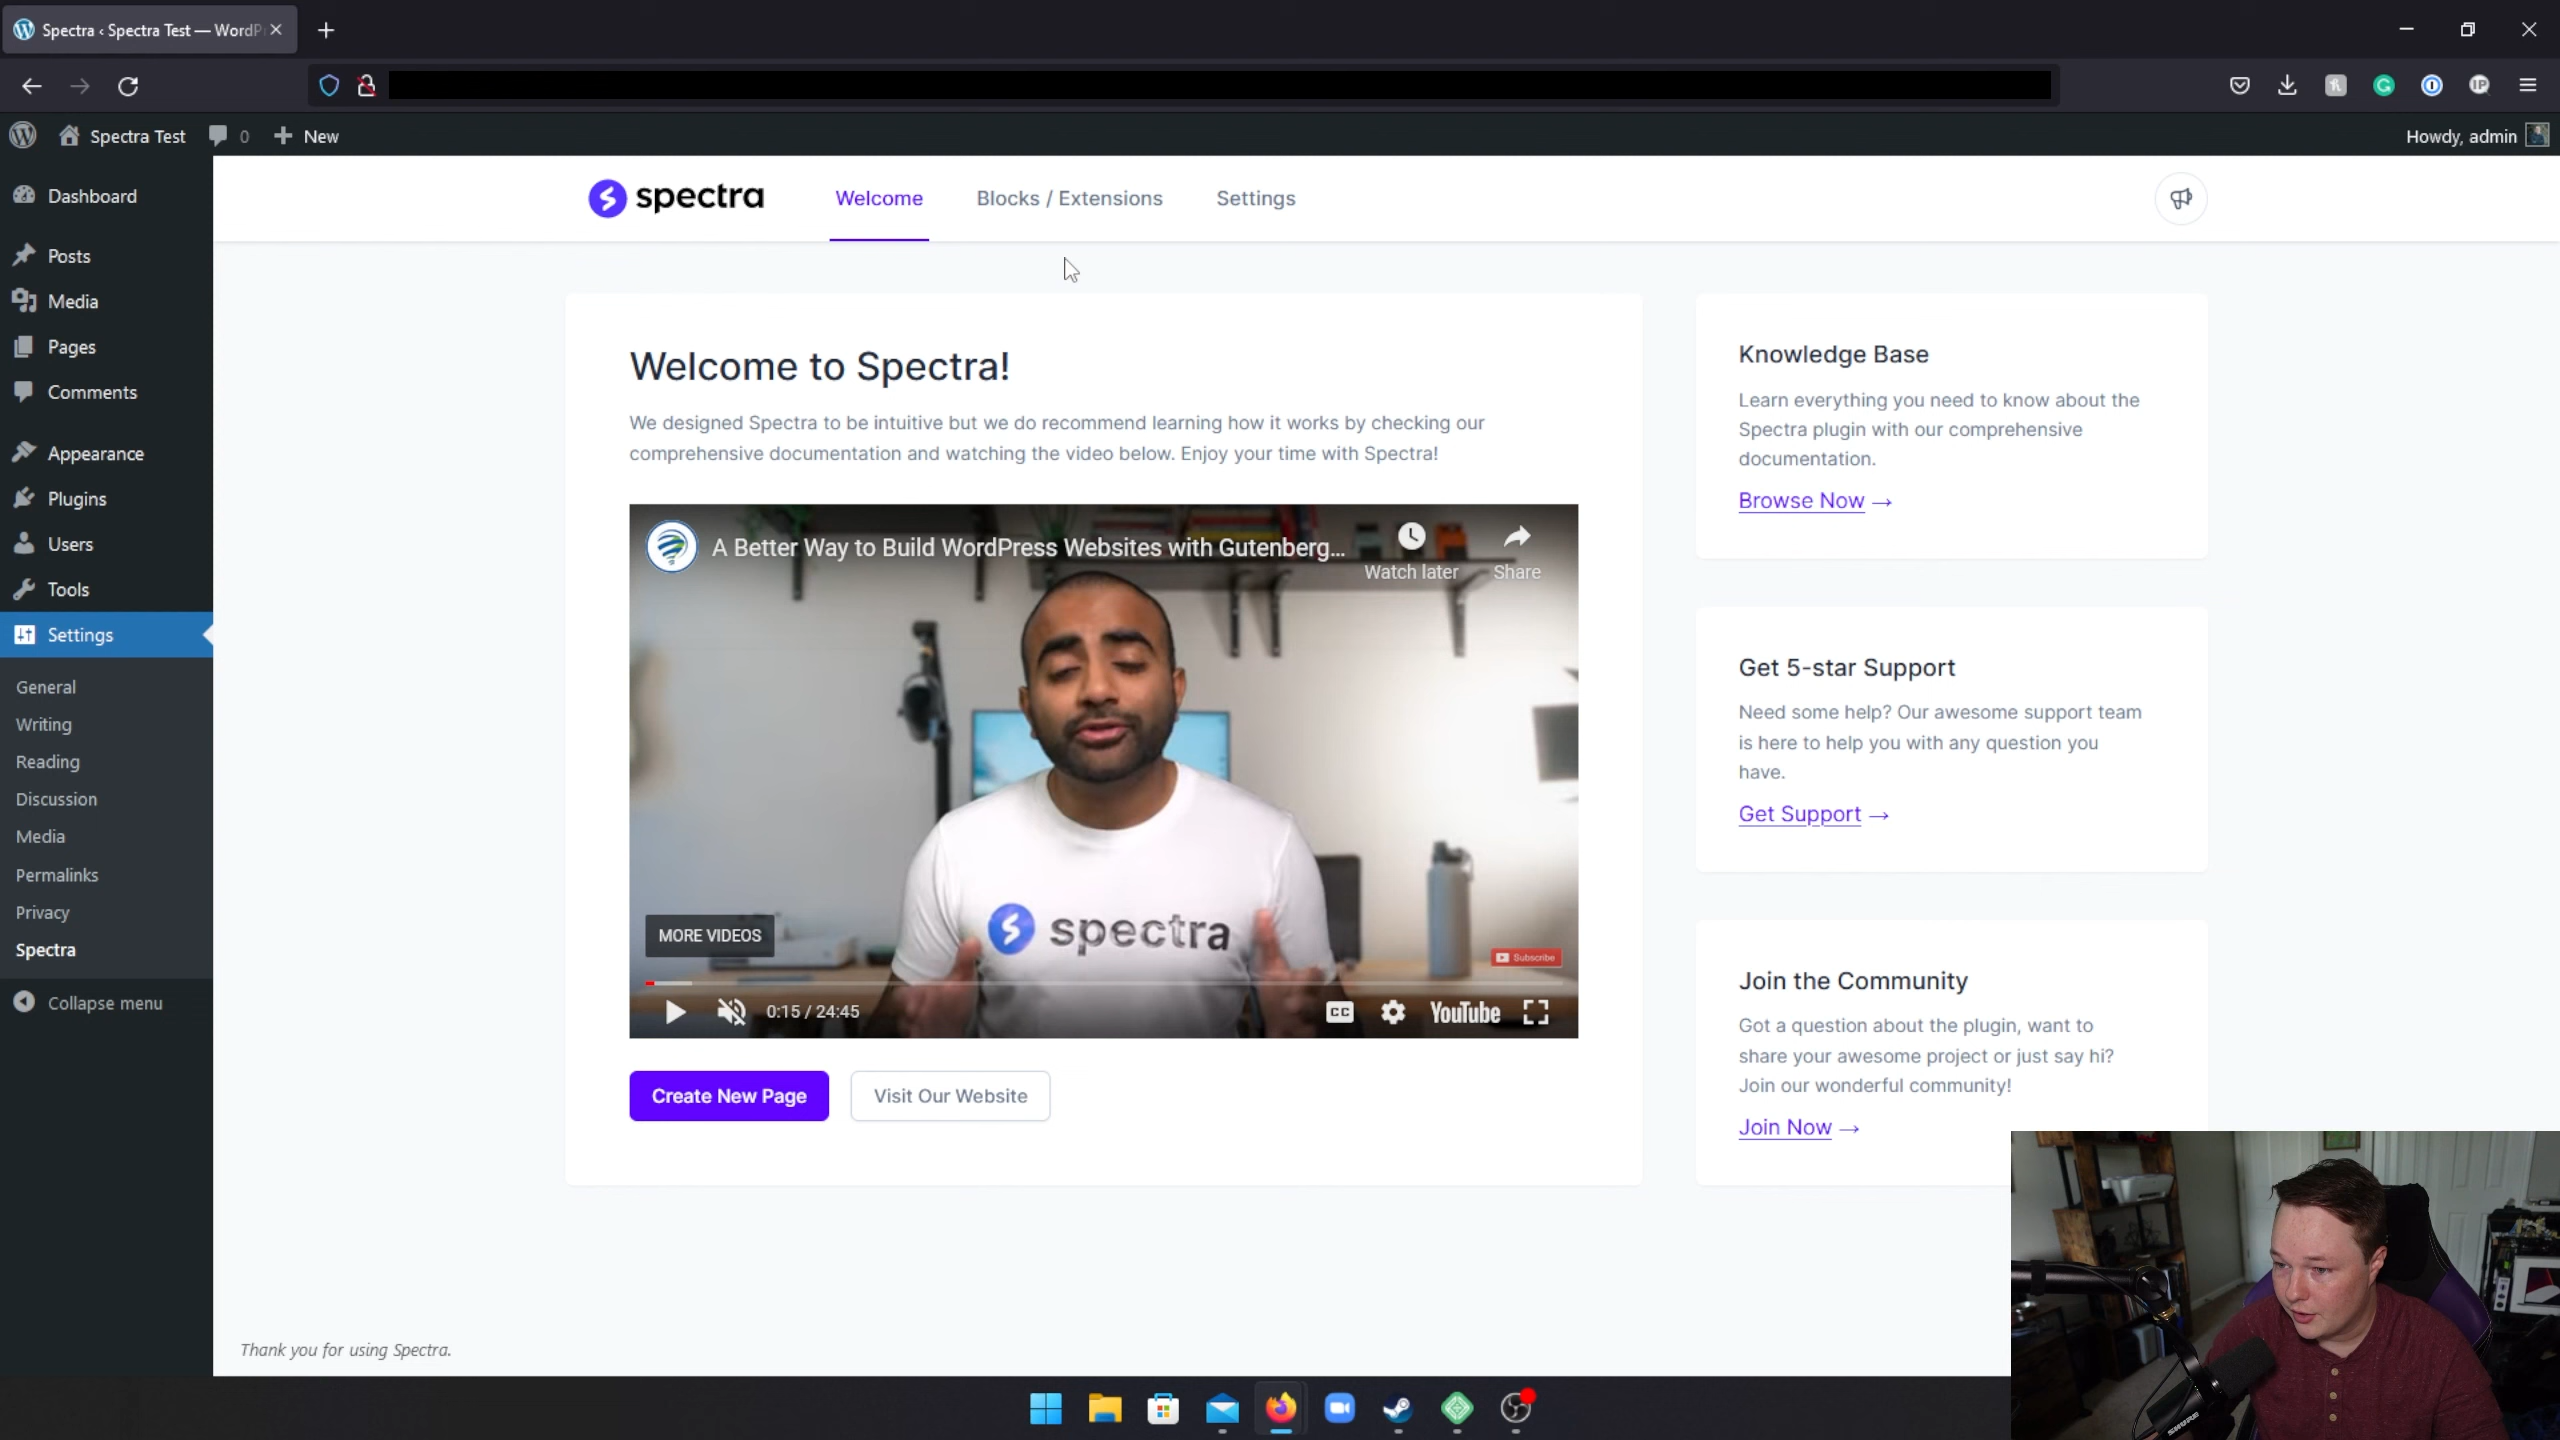 Spectra ‹ Spectra Test — WordP
Spectra Test
0
New
Howdy, admin
Dashboard
Posts
Media
Pages
Comments
Appearance
Plugins
Users
Tools
Settings
General
Writing
Reading
Discussion
Media
Permalinks
Privacy
Spectra
Collapse menu
spectra
Welcome
Blocks / Extensions
Settings
Welcome to Spectra!
We designed Spectra to be intuitive but we do recommend learning how it works by checking our
comprehensive documentation and watching the video below. Enjoy your time with Spectra!
A Better Way to Build WordPress Websites with Gutenberg...
Watch later
Share
spectra
MORE VIDEOS
Subscribe
0:15 / 24:45
CC
YouTube
Create New Page
Visit Our Website
Knowledge Base
Learn everything you need to know about the
Spectra plugin with our comprehensive
documentation.
Browse Now →
Get 5-star Support
Need some help? Our awesome support team
is here to help you with any question you
have.
Get Support →
Join the Community
Got a question about the plugin, want to
share your awesome project or just say hi?
Join our wonderful community!
Join Now →
Thank you for using Spectra.
SHURE